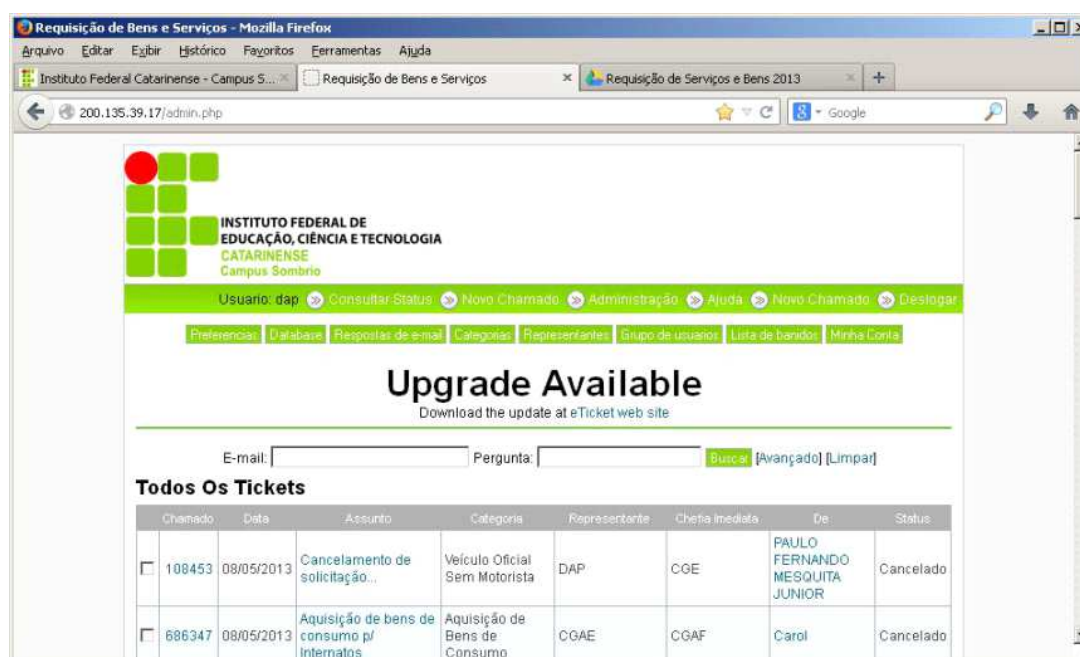 Requisição de Bens e Serviços - Mozilla Firefox
Arquivo Editar Exibir Histórico Favoritos Ferramentas Ajuda
Instituto Federal Catarinense - Campus S... Requisição de Bens e Serviços Requisição de Serviços e Bens 2013
200.135.39.17/admin.php Google
INSTITUTO FEDERAL DE
EDUCAÇÃO, CIÊNCIA E TECNOLOGIA
CATARINENSE
Campus Sombrio
Usuario: dap Consultar Status Novo Chamado Administração Ajuda Novo Chamado Deslogar
Preferencias Database Respostas de e-mail Categorias Representantes Grupo de usuarios Lista de banidos Minha Conta
Upgrade Available
Download the update at eTicket web site
E-mail: Pergunta: Buscar [Avançado] [Limpar]
Todos Os Tickets
Chamado Data Assunto Categoria Representante Chefia Imediata De Status
108453 08/05/2013 Cancelamento de solicitação... Veículo Oficial Sem Motorista DAP CGE PAULO FERNANDO MESQUITA JUNIOR Cancelado
686347 08/05/2013 Aquisição de bens de consumo p/ Internatos Aquisição de Bens de Consumo CGAE CGAF Carol Cancelado